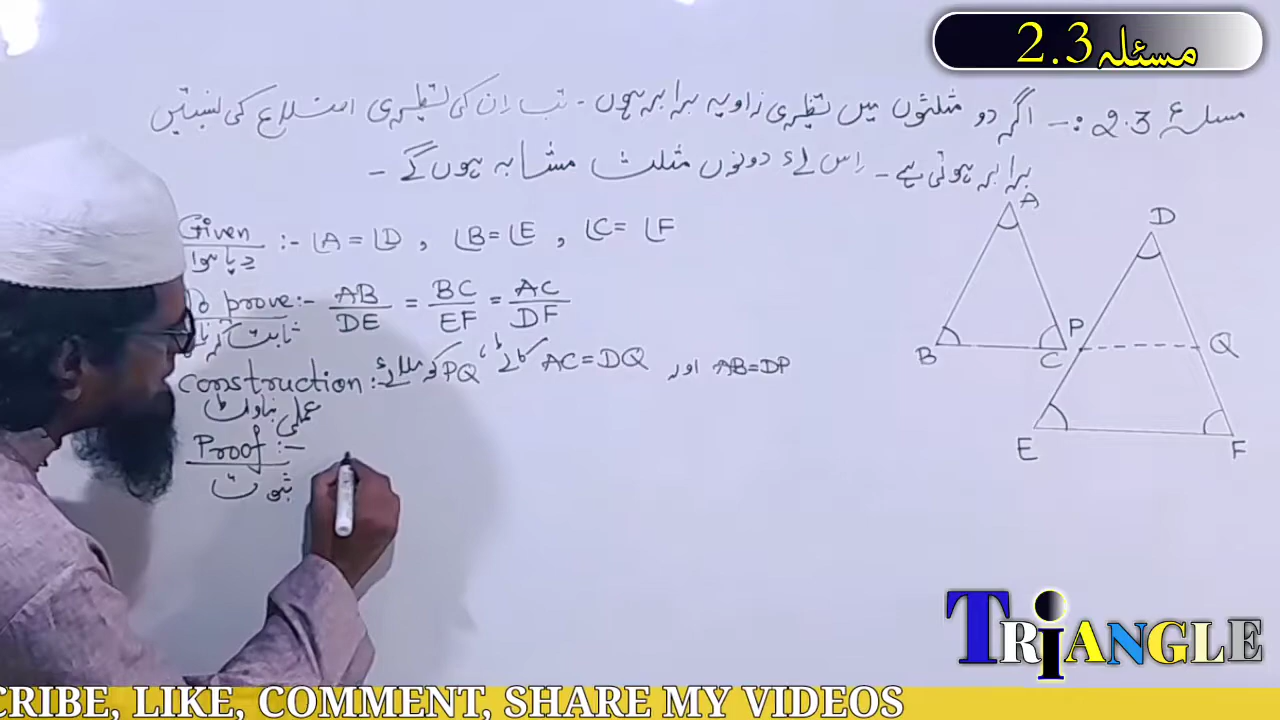 مسئلہ 2.3
مسئلہ 2.3 :- اگر دو مثلثوں میں نظیری زاویہ برابر ہوں - تب اِن کی نظیری اضلاع کی نسبتیں
برابر ہوتی ہے - اِس لئے دونوں مثلث مشابہ ہوں گے -
Given :- ∠A = ∠D , ∠B = ∠E , ∠C = ∠F
دیا ہوا
To prove :- AB/DE = BC/EF = AC/DF
ثابت کرنا
Construction : AB=DP اور AC = DQ کاٹے، PQ کو ملائے
عملی بناوٹ
Proof :-
ثبوت
A
B
C
D
P
Q
E
F
TRiANGLE
CRIBE, LIKE, COMMENT, SHARE MY VIDEOS